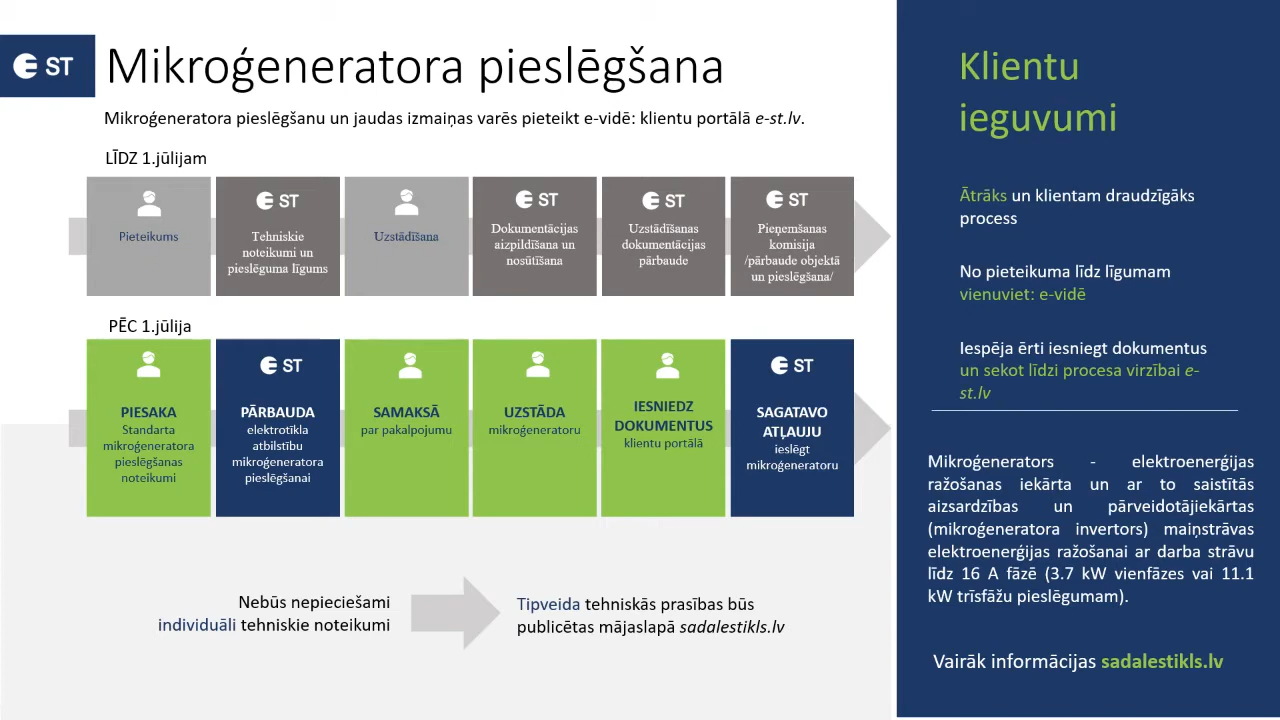 ST
Mikroģeneratora pieslēgšana
Mikroģeneratora pieslēgšanu un jaudas izmaiņas varēs pieteikt e-vidē: klientu portālā e-st.lv.
LĪDZ 1.jūlijam
Pieteikums
ST
Tehniskie
noteikumi un
pieslēguma līgums
Uzstādīšana
ST
Dokumentācijas
aizpildīšana un
nosūtīšana
ST
Uzstādīšanas
dokumentācijas
pārbaude
ST
Pieņemšanas
komisija
/pārbaude objektā
un pieslēgšana/
PĒC 1.jūlija
PIESAKA
Standarta
mikroģeneratora
pieslēgšanas
noteikumi
ST
PĀRBAUDA
elektrotīkla
atbilstību
mikroģeneratora
pieslēgšanai
SAMAKSĀ
par pakalpojumu
UZSTĀDA
mikroģeneratoru
IESNIEDZ
DOKUMENTUS
klientu portālā
ST
SAGATAVO
ATĻAUJU
ieslēgt
mikroģeneratoru
Nebūs nepieciešami
individuāli tehniskie noteikumi
Tipveida tehniskās prasības būs
publicētas mājaslapā sadalestikls.lv
Klientu
ieguvumi
Ātrāks un klientam draudzīgāks
process
No pieteikuma līdz līgumam
vienuviet: e-vidē
Iespēja ērti iesniegt dokumentus
un sekot līdzi procesa virzībai e-
st.lv
Mikroģenerators - elektroenerģijas
ražošanas iekārta un ar to saistītās
aizsardzības un pārveidotājiekārtas
(mikroģeneratora invertors) maiņstrāvas
elektroenerģijas ražošanai ar darba strāvu
līdz 16 A fāzē (3.7 kW vienfāzes vai 11.1
kW trīsfāžu pieslēgumam).
Vairāk informācijas sadalestikls.lv